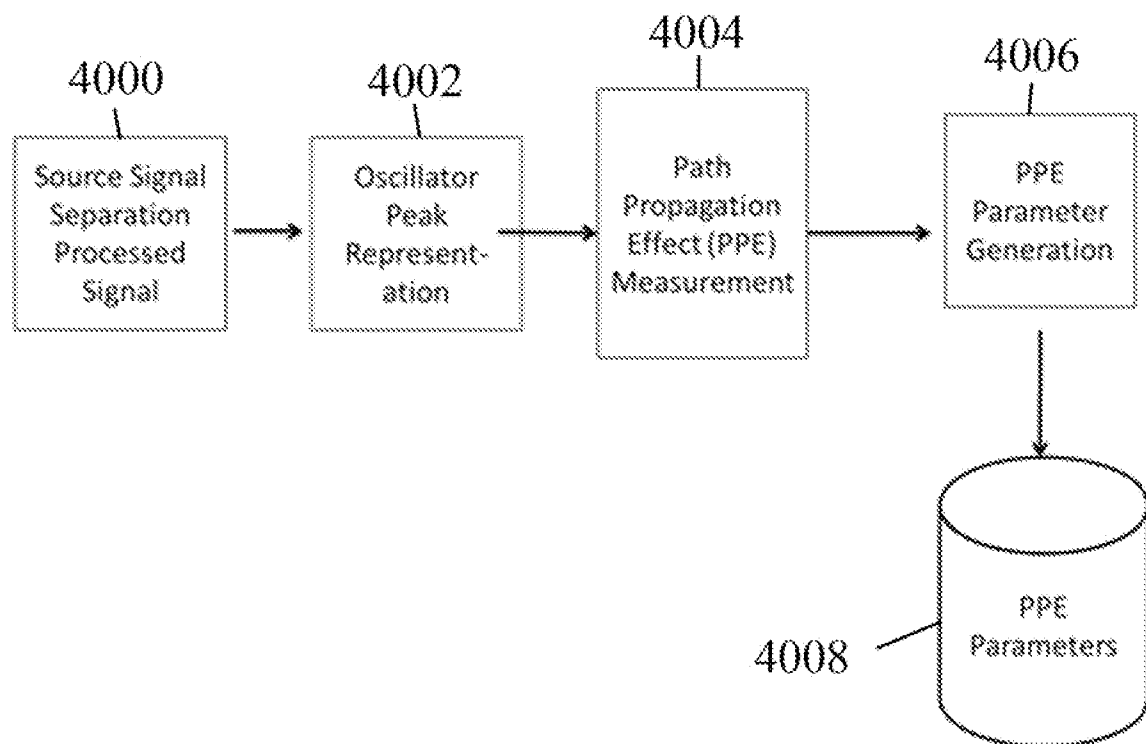 4000
Source Signal
Separation
Processed
Signal
4002
Oscillator
Peak
Represent-
ation
4004
Path
Propagation
Effect (PPE)
Measurement
4006
PPE
Parameter
Generation
4008
PPE
Parameters